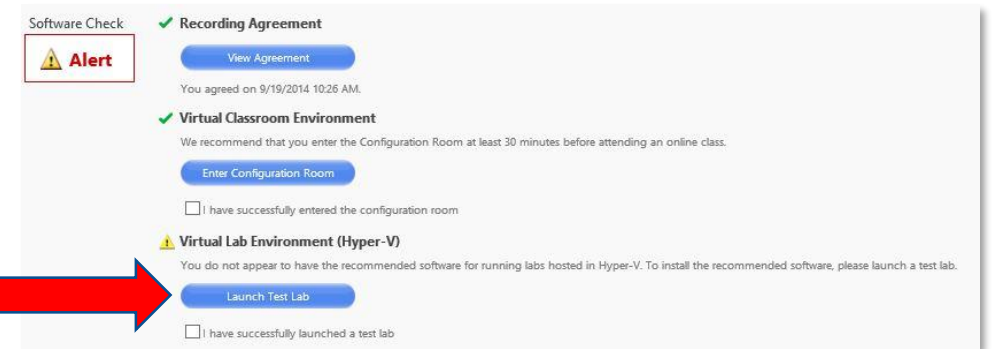 Software Check
Alert
Recording Agreement
View Agreement
You agreed on 9/19/2014 10:26 AM.
Virtual Classroom Environment
We recommend that you enter the Configuration Room at least 30 minutes before attending an online class.
Enter Configuration Room
I have successfully entered the configuration room
Virtual Lab Environment (Hyper-V)
You do not appear to have the recommended software for running labs hosted in Hyper-V. To install the recommended software, please launch a test lab.
Launch Test Lab
I have successfully launched a test lab